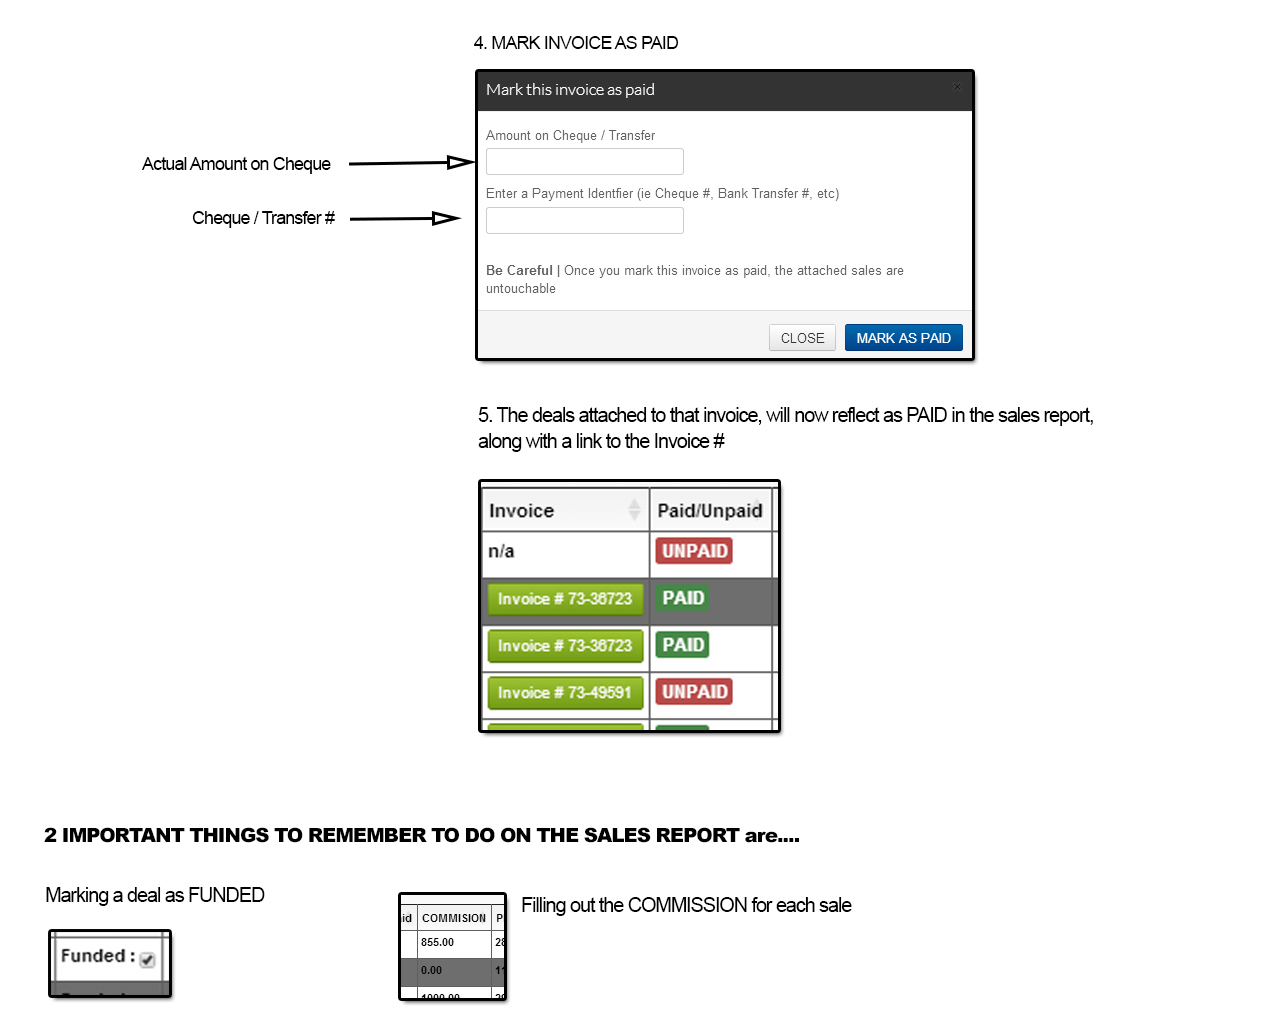 4. MARK INVOICE AS PAID
Mark this invoice as paid
x
Amount on Cheque / Transfer
Actual Amount on Cheque
Enter a Payment Identfier (ie Cheque #, Bank Transfer #, etc)
Cheque / Transfer #
Be Careful | Once you mark this invoice as paid, the attached sales are
untouchable
CLOSE MARK AS PAID
5. The deals attached to that invoice, will now reflect as PAID in the sales report,
along with a link to the Invoice #
Invoice Paid/Unpaid
n/a UNPAID
Invoice # 73-36723 PAID
Invoice # 73-36723 PAID
Invoice # 73-49591 UNPAID
2 IMPORTANT THINGS TO REMEMBER TO DO ON THE SALES REPORT are....
Marking a deal as FUNDED
Filling out the COMMISSION for each sale
Funded :
id COMMISION P
855.00 28
0.00 11
1000.00